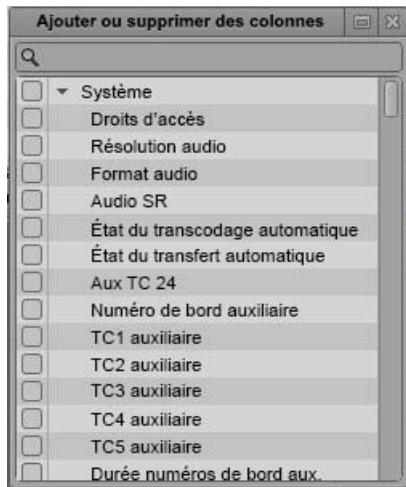 Ajouter ou supprimer des colonnes
Système
Droits d'accès
Résolution audio
Format audio
Audio SR
État du transcodage automatique
État du transfert automatique
Aux TC 24
Numéro de bord auxiliaire
TC1 auxiliaire
TC2 auxiliaire
TC3 auxiliaire
TC4 auxiliaire
TC5 auxiliaire
Durée numéros de bord aux.